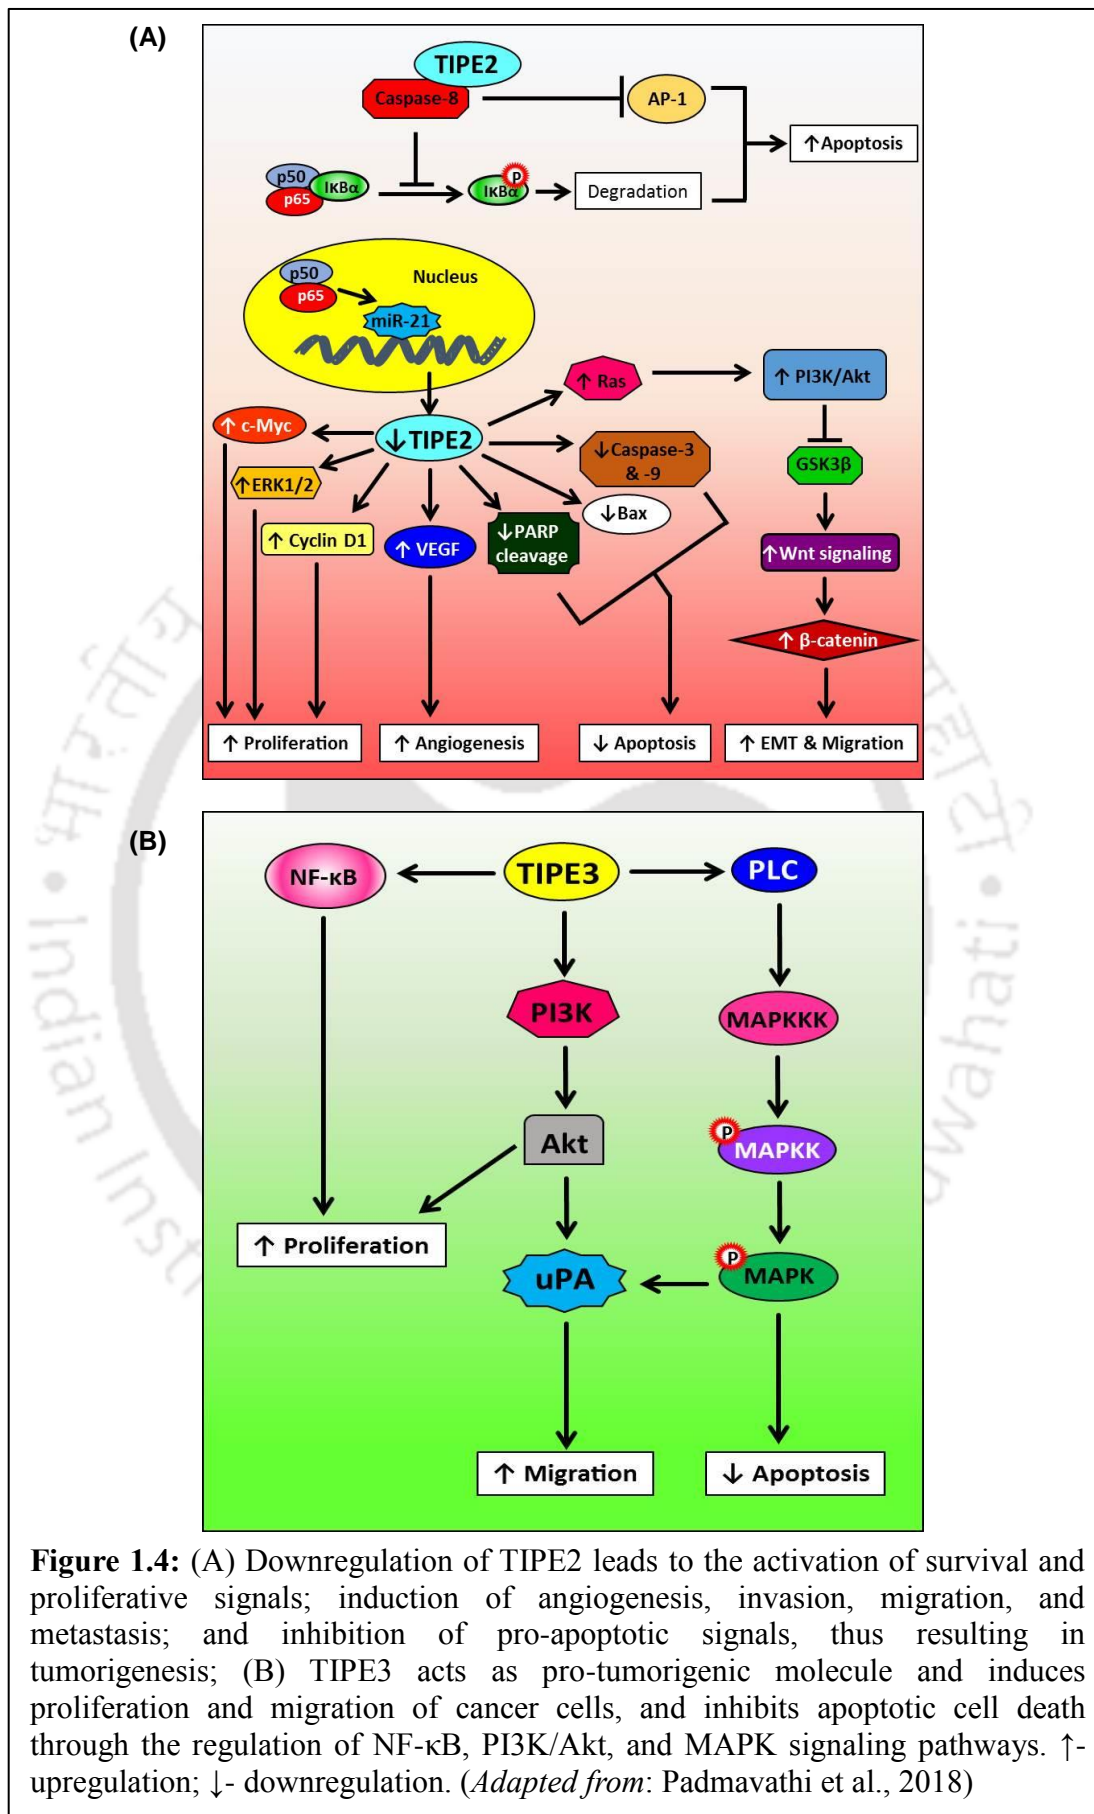 (A)
TIPE2
Caspase-8
AP-1
↑Apoptosis
p50
p65
IκBα
P
IκBα
Degradation
p50
p65
Nucleus
miR-21
↑ Ras
↑ PI3K/Akt
↑ c-Myc
↓TIPE2
↓Caspase-3
& -9
GSK3β
↑ERK1/2
↓Bax
↑ Cyclin D1
↑ VEGF
↓PARP
cleavage
↑Wnt signaling
↑ β-catenin
↑ Proliferation
↑ Angiogenesis
↓ Apoptosis
↑ EMT & Migration
(B)
NF-κB
TIPE3
PLC
PI3K
MAPKKK
Akt
P
MAPKK
↑ Proliferation
uPA
P
MAPK
↑ Migration
↓ Apoptosis
Figure 1.4: (A) Downregulation of TIPE2 leads to the activation of survival and
proliferative signals; induction of angiogenesis, invasion, migration, and
metastasis; and inhibition of pro-apoptotic signals, thus resulting in
tumorigenesis; (B) TIPE3 acts as pro-tumorigenic molecule and induces
proliferation and migration of cancer cells, and inhibits apoptotic cell death
through the regulation of NF-κB, PI3K/Akt, and MAPK signaling pathways. ↑-
upregulation; ↓- downregulation. (Adapted from: Padmavathi et al., 2018)
Indian